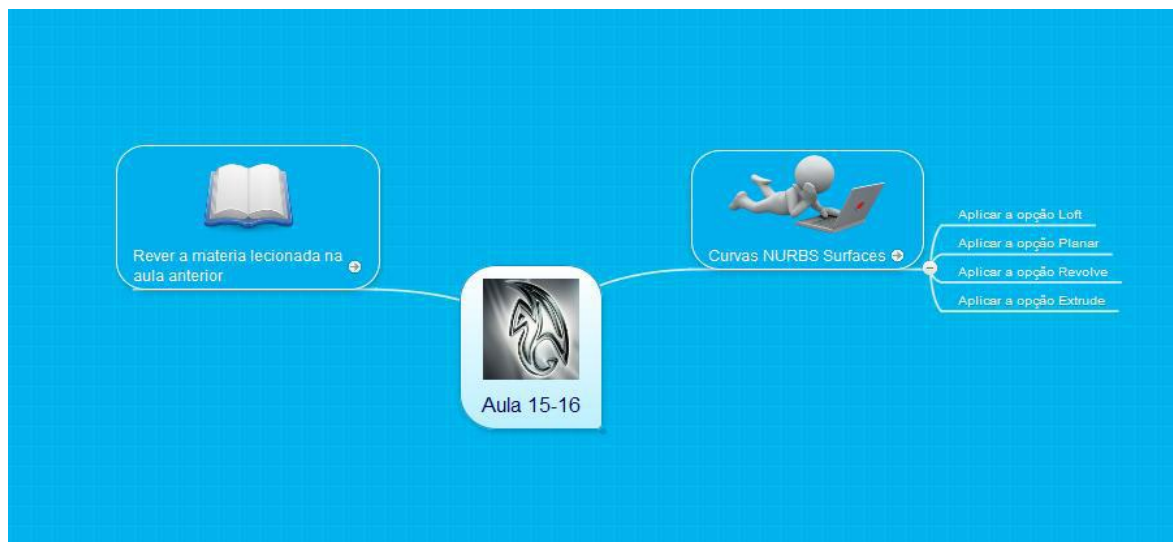 Rever a materia lecionada na
aula anterior
Aula 15-16
Curvas NURBS Surfaces
Aplicar a opção Loft
Aplicar a opção Planar
Aplicar a opção Revolve
Aplicar a opção Extrude